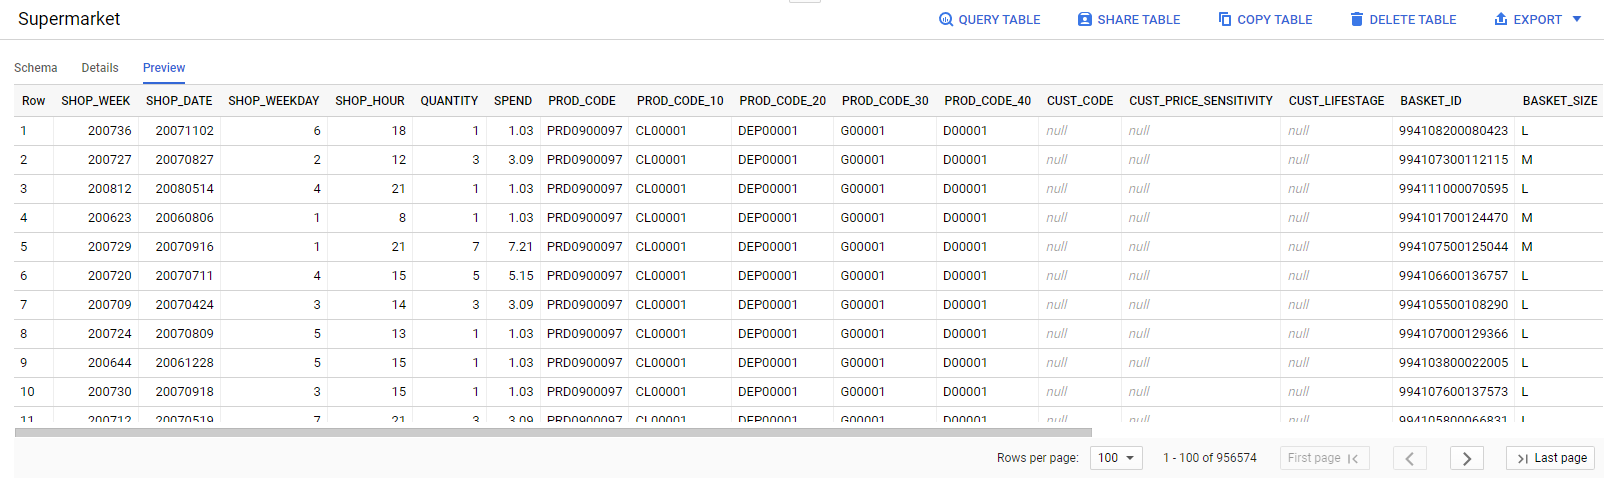 Supermarket QUERY TABLE SHARE TABLE COPY TABLE DELETE TABLE EXPORT
Schema Details Preview
Row SHOP_WEEK SHOP_DATE SHOP_WEEKDAY SHOP_HOUR QUANTITY SPEND PROD_CODE PROD_CODE_10 PROD_CODE_20 PROD_CODE_30 PROD_CODE_40 CUST_CODE CUST_PRICE_SENSITIVITY CUST_LIFESTAGE BASKET_ID BASKET_SIZE
1 200736 20071102 6 18 1 1.03 PRD0900097 CL00001 DEP00001 G00001 D00001 null null null 994108200080423 L
2 200727 20070827 2 12 3 3.09 PRD0900097 CL00001 DEP00001 G00001 D00001 null null null 994107300112115 M
3 200812 20080514 4 21 1 1.03 PRD0900097 CL00001 DEP00001 G00001 D00001 null null null 994111000070595 L
4 200623 20060806 1 8 1 1.03 PRD0900097 CL00001 DEP00001 G00001 D00001 null null null 994101700124470 M
5 200729 20070916 1 21 7 7.21 PRD0900097 CL00001 DEP00001 G00001 D00001 null null null 994107500125044 M
6 200720 20070711 4 15 5 5.15 PRD0900097 CL00001 DEP00001 G00001 D00001 null null null 994106600136757 L
7 200709 20070424 3 14 3 3.09 PRD0900097 CL00001 DEP00001 G00001 D00001 null null null 994105500108290 L
8 200724 20070809 5 13 1 1.03 PRD0900097 CL00001 DEP00001 G00001 D00001 null null null 994107000129366 L
9 200644 20061228 5 15 1 1.03 PRD0900097 CL00001 DEP00001 G00001 D00001 null null null 994103800022005 L
10 200730 20070918 3 15 1 1.03 PRD0900097 CL00001 DEP00001 G00001 D00001 null null null 994107600137573 L
11 200712 20070519 7 21 3 3.09 PRD0900097 CL00001 DEP00001 G00001 D00001 null null null 994105800066831 L
Rows per page: 100 1 - 100 of 956574 First page Last page